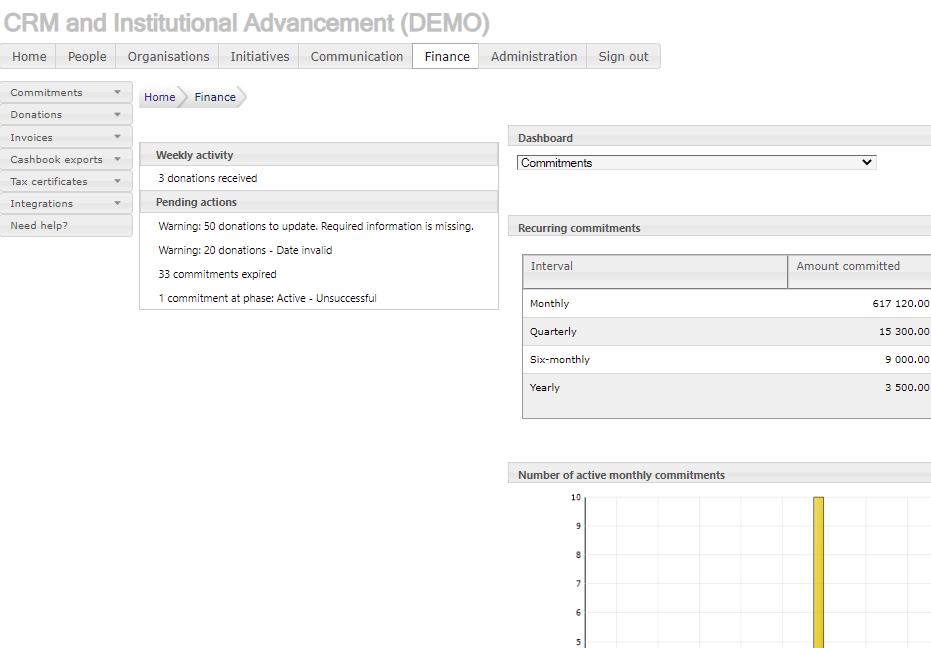 CRM and Institutional Advancement (DEMO)
Home People Organisations Initiatives Communication Finance Administration Sign out
Commitments
Donations
Invoices
Cashbook exports
Tax certificates
Integrations
Need help?
Home Finance
Weekly activity
3 donations received
Pending actions
Warning: 50 donations to update. Required information is missing.
Warning: 20 donations - Date invalid
33 commitments expired
1 commitment at phase: Active - Unsuccessful
Dashboard
Commitments
Recurring commitments
Interval Amount committed
Monthly 617 120.00
Quarterly 15 300.00
Six-monthly 9 000.00
Yearly 3 500.00
Number of active monthly commitments
10
9
8
7
6
5